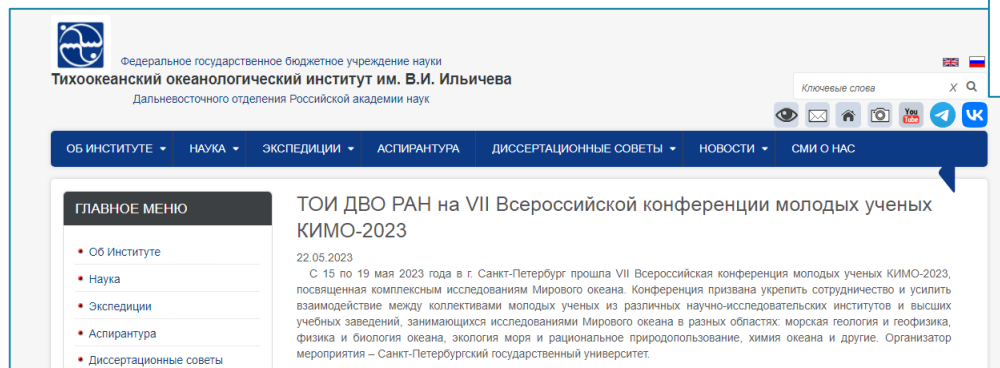 Федеральное государственное бюджетное учреждение науки
Тихоокеанский океанологический институт им. В.И. Ильичева
Дальневосточного отделения Российской академии наук
Ключевые слова X
You Tube
ОБ ИНСТИТУТЕ НАУКА ЭКСПЕДИЦИИ АСПИРАНТУРА ДИССЕРТАЦИОННЫЕ СОВЕТЫ НОВОСТИ СМИ О НАС
ГЛАВНОЕ МЕНЮ
Об Институте
Наука
Экспедиции
Аспирантура
Диссертационные советы
ТОИ ДВО РАН на VII Всероссийской конференции молодых ученых
КИМО-2023
22.05.2023
С 15 по 19 мая 2023 года в г. Санкт-Петербург прошла VII Всероссийская конференция молодых ученых КИМО-2023,
посвященная комплексным исследованиям Мирового океана. Конференция призвана укрепить сотрудничество и усилить
взаимодействие между коллективами молодых ученых из различных научно-исследовательских институтов и высших
учебных заведений, занимающихся исследованиями Мирового океана в разных областях: морская геология и геофизика,
физика и биология океана, экология моря и рациональное природопользование, химия океана и другие. Организатор
мероприятия – Санкт-Петербургский государственный университет.